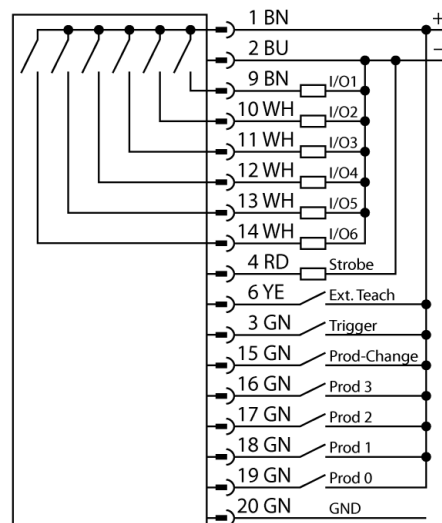 1 BN +
2 BU −
9 BN I/O1
10 WH I/O2
11 WH I/O3
12 WH I/O4
13 WH I/O5
14 WH I/O6
4 RD Strobe
6 YE Ext. Teach
3 GN Trigger
15 GN Prod-Change
16 GN Prod 3
17 GN Prod 2
18 GN Prod 1
19 GN Prod 0
20 GN GND